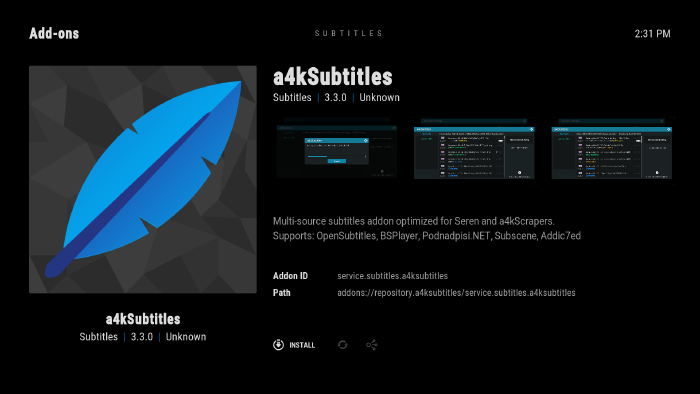 Add-ons
SUBTITLES
2:31 PM
a4kSubtitles
Subtitles | 3.3.0 | Unknown
Multi-source subtitles addon optimized for Seren and a4kScrapers.
Supports: OpenSubtitles, BSPlayer, Podnadpisi.NET, Subscene, Addic7ed
Addon ID service.subtitles.a4ksubtitles
Path addons://repository.a4ksubtitles/service.subtitles.a4ksubtitles
a4kSubtitles
Subtitles | 3.3.0 | Unknown
INSTALL